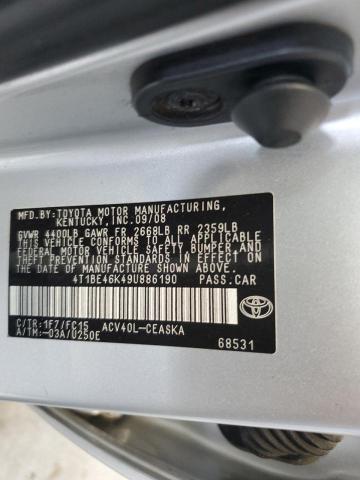 MFD.BY:TOYOTA MOTOR MANUFACTURING,
KENTUCKY,INC.09/08
GVWR 4400LB GAWR FR 2668LB RR 2359LB
THIS VEHICLE CONFORMS TO ALL APPLICABLE
FEDERAL MOTOR VEHICLE SAFETY,BUMPER,AND
THEFT PREVENTION STANDARDS IN EFFECT ON
THE DATE OF MANUFACTURE SHOWN ABOVE.
4T1BE46K49U886190 PASS.CAR
C/TR:1F7/FC15 ACV40L-CEASKA
A/TM:-03A/U250E
68531